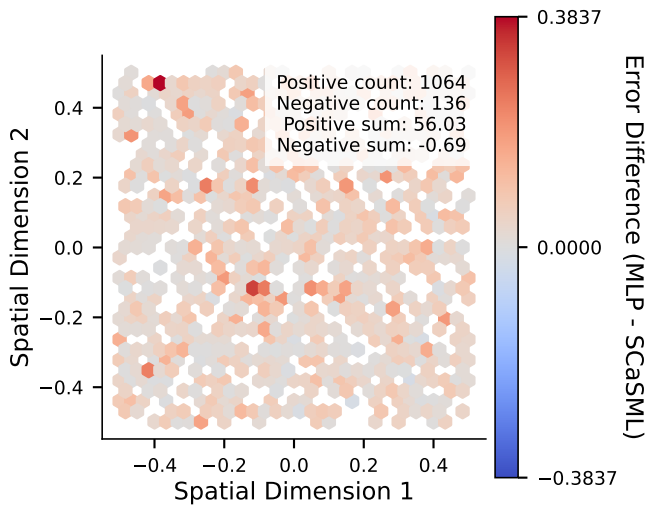 Positive count: 1064
Negative count: 136
Positive sum: 56.03
Negative sum: -0.69
0.4
0.2
0.0
−0.2
−0.4
Spatial Dimension 2
−0.4
−0.2
0.0
0.2
0.4
Spatial Dimension 1
0.3837
0.0000
−0.3837
Error Difference (MLP - SCaSML)